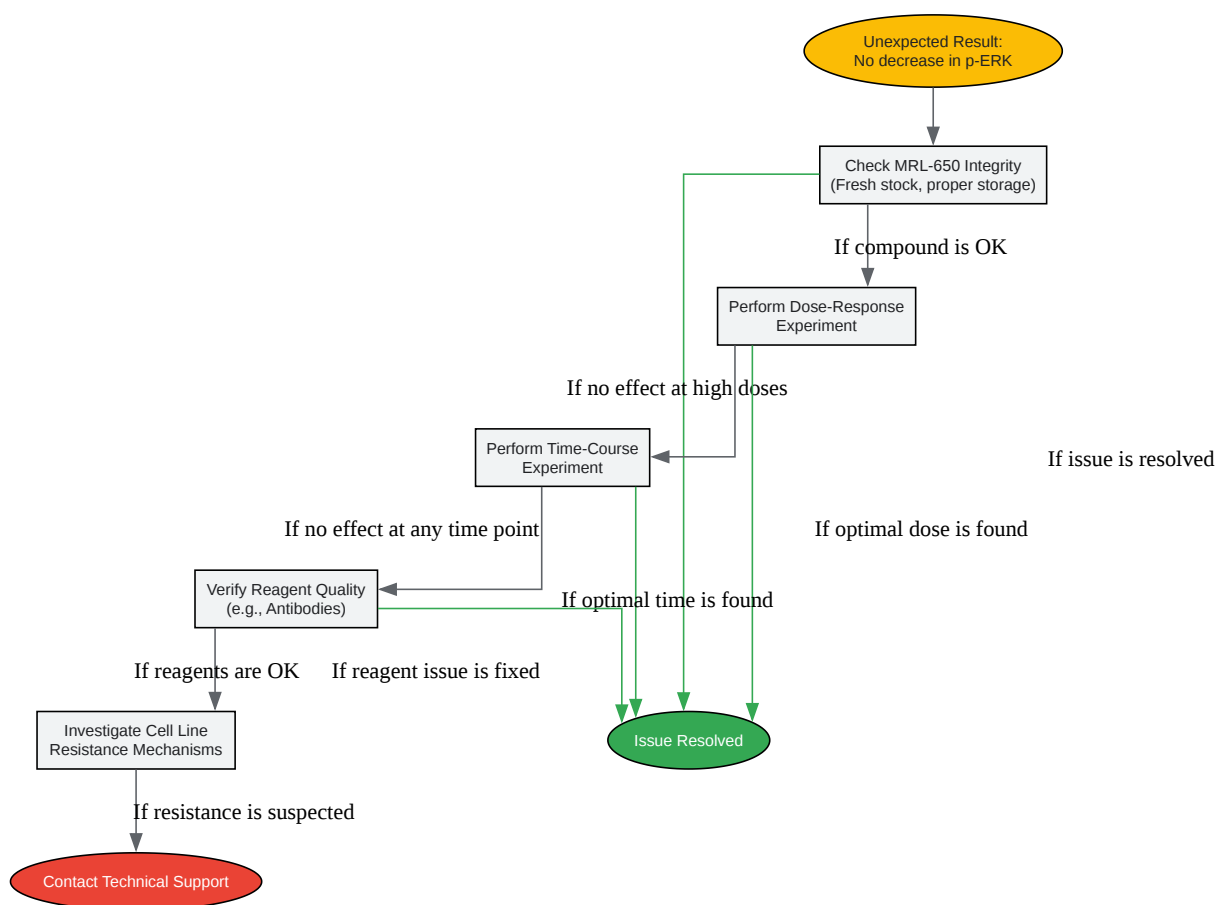 Unexpected Result:
No decrease in p-ERK
Check MRL-650 Integrity
(Fresh stock, proper storage)
If compound is OK
Perform Dose-Response
Experiment
If no effect at high doses
Perform Time-Course
Experiment
If issue is resolved
If no effect at any time point
If optimal dose is found
Verify Reagent Quality
(e.g., Antibodies)
If optimal time is found
If reagents are OK
If reagent issue is fixed
Investigate Cell Line
Resistance Mechanisms
Issue Resolved
If resistance is suspected
Contact Technical Support